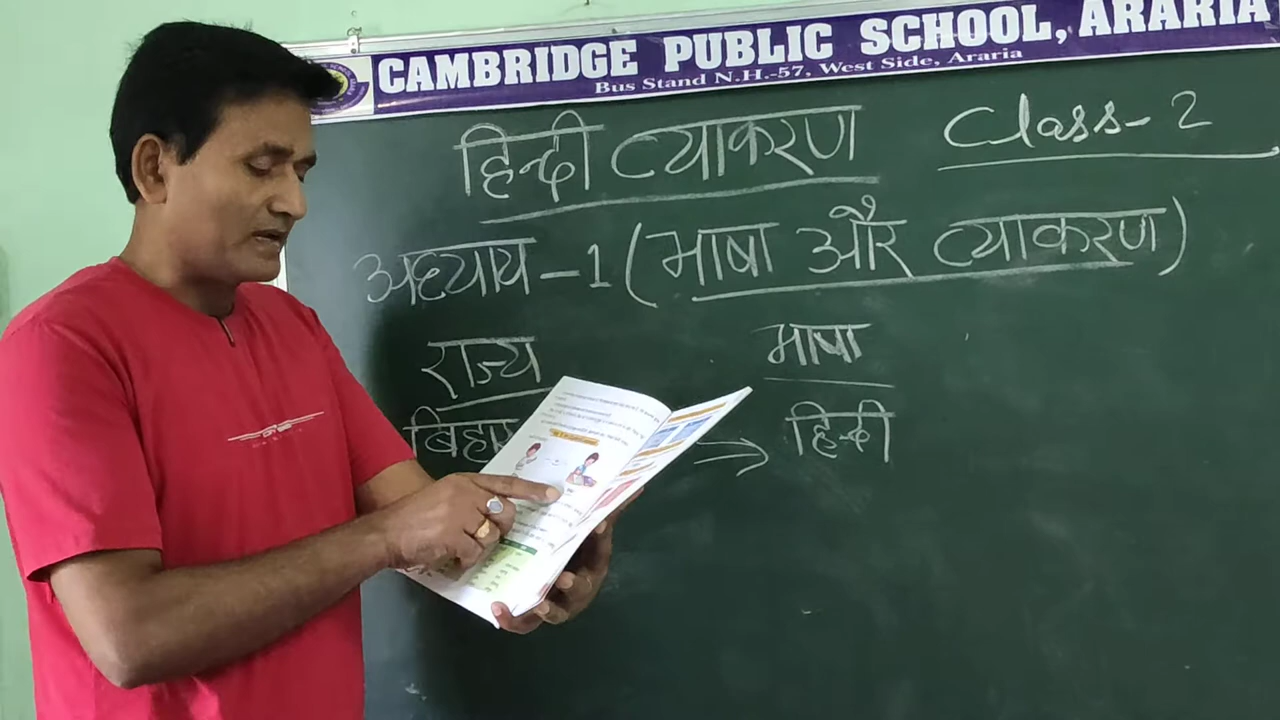 CAMBRIDGE PUBLIC SCHOOL, ARARIA
Bus Stand N.H.-57, West Side, Araria
हिन्दी व्याकरण Class-2
अध्याय-1 (भाषा और व्याकरण)
राज्य भाषा
बिहार → हिन्दी